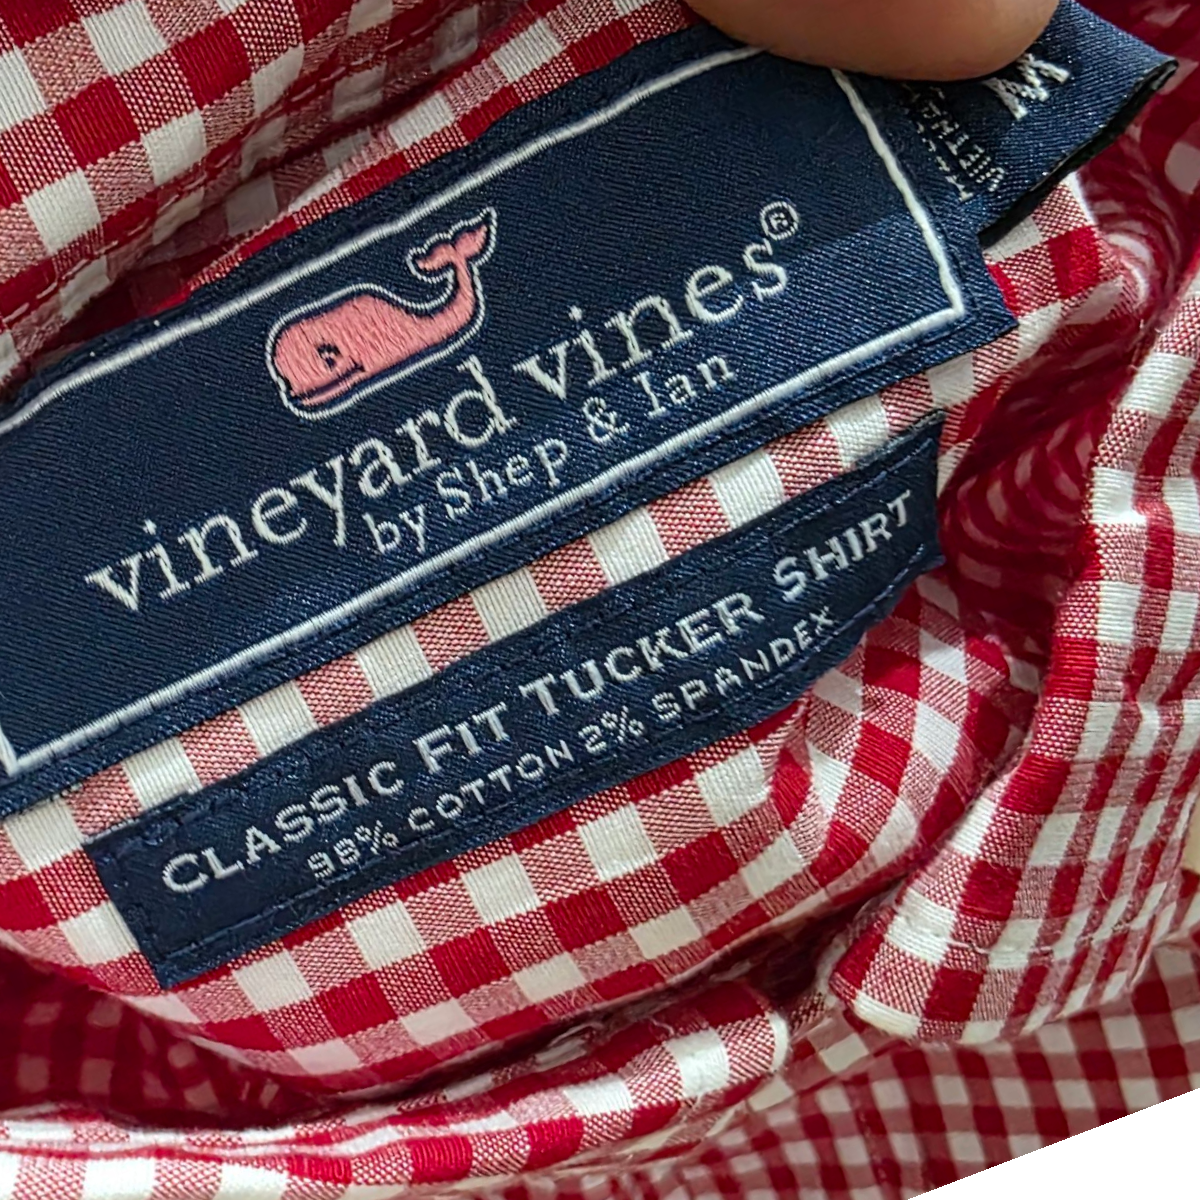 vineyard vines®
by Shep & Ian
M
CLASSIC FIT TUCKER SHIRT
98% COTTON 2% SPANDEX